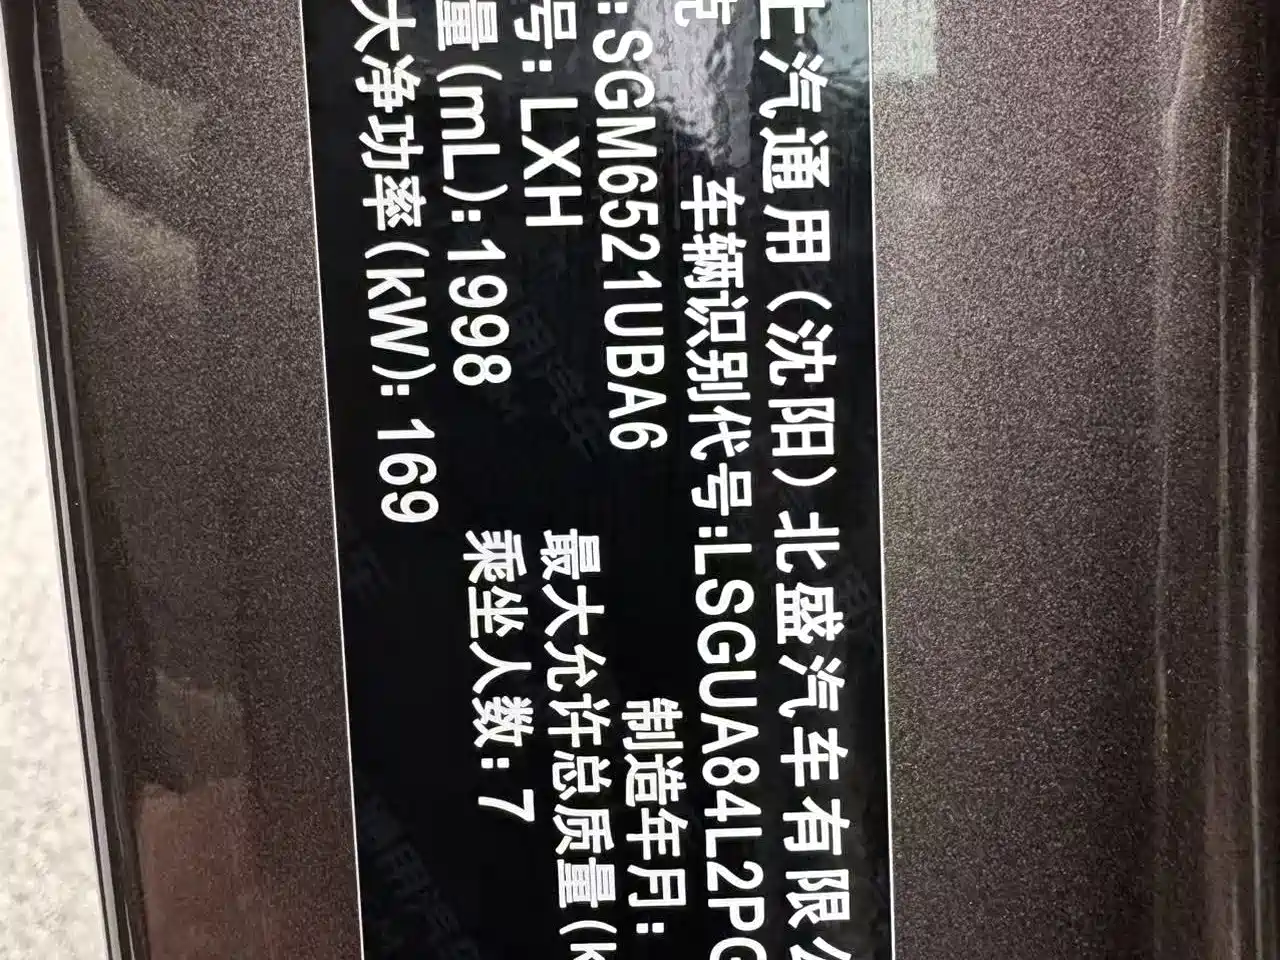 上汽通用(沈阳)北盛汽车有限公
车辆识别代号:LSGUA84L2PG
:SGM6521UBA6
制造年月:
号: LXH
最大允许总质量(k
量(mL): 1998
乘坐人数: 7
大净功率(kW): 169